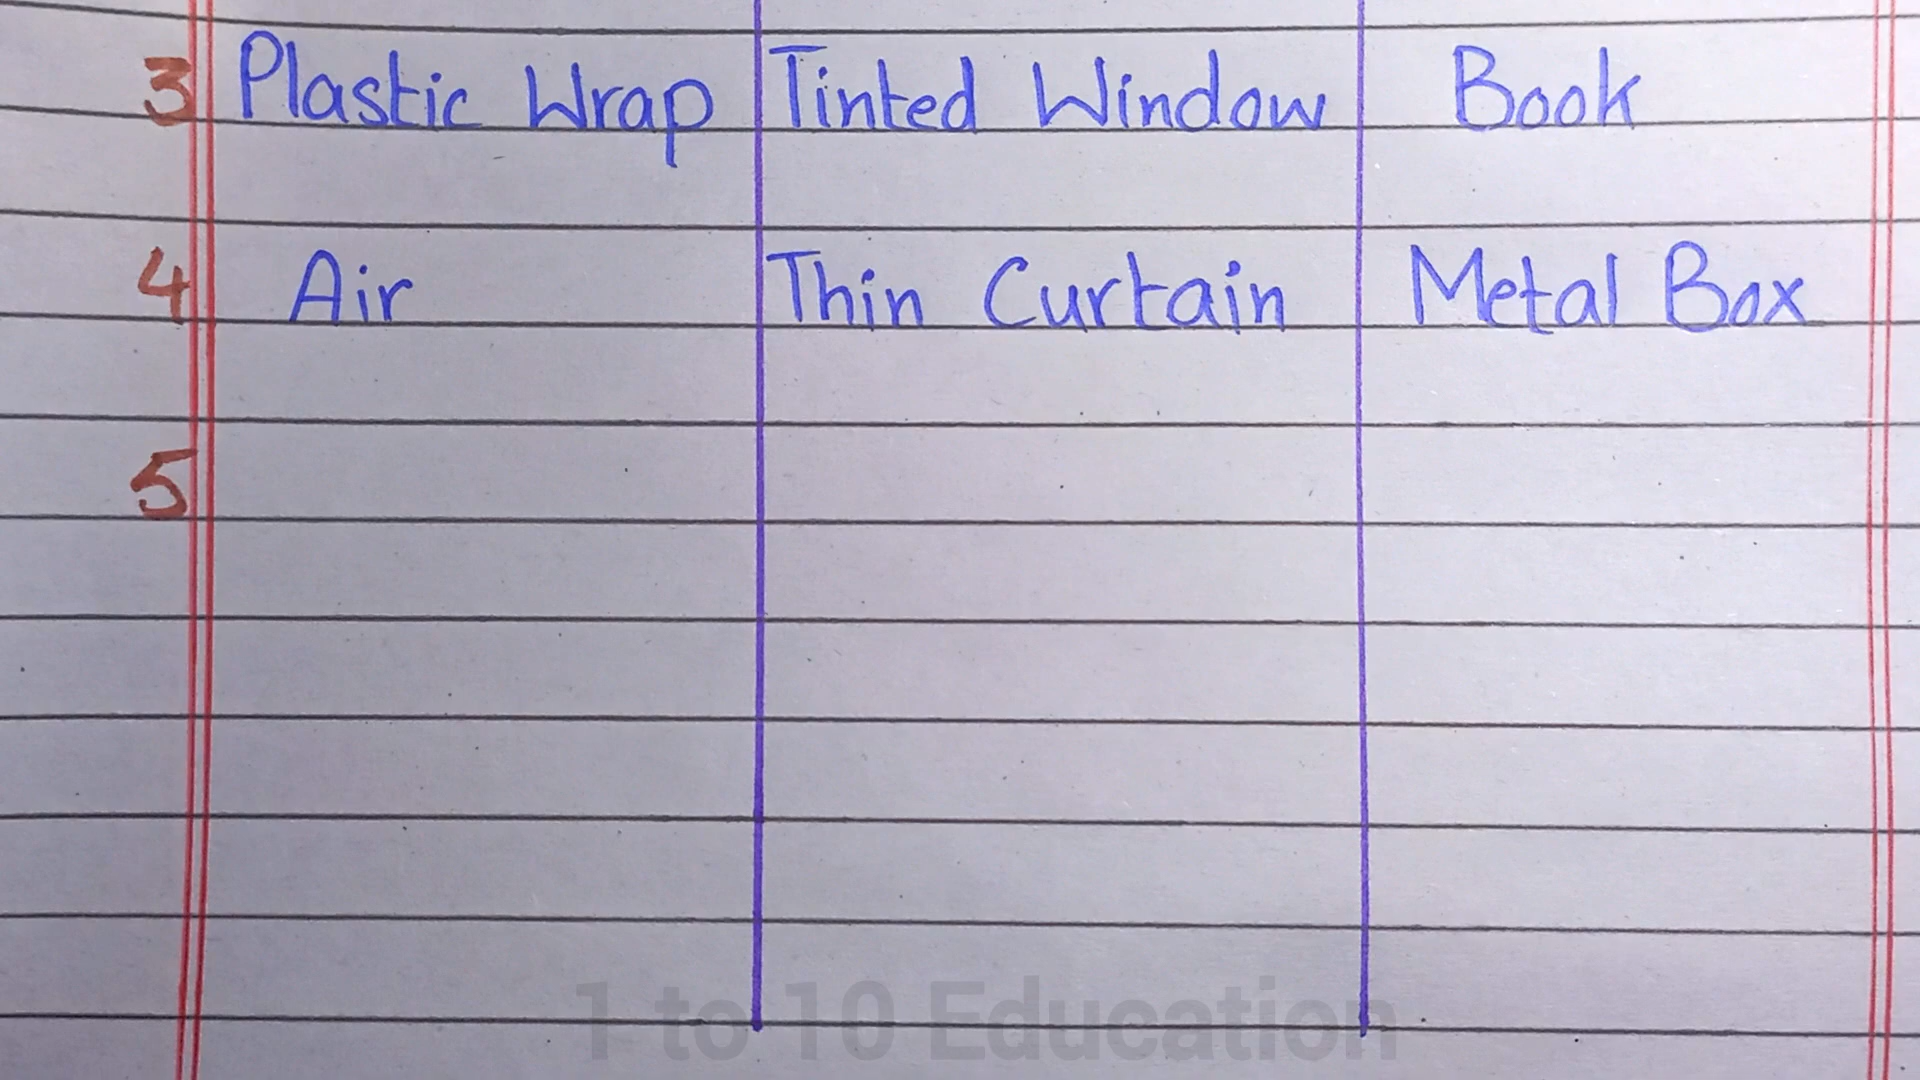 3 Plastic Wrap Tinted Window Book
4 Air Thin Curtain Metal Box
5
1 to 10 Education